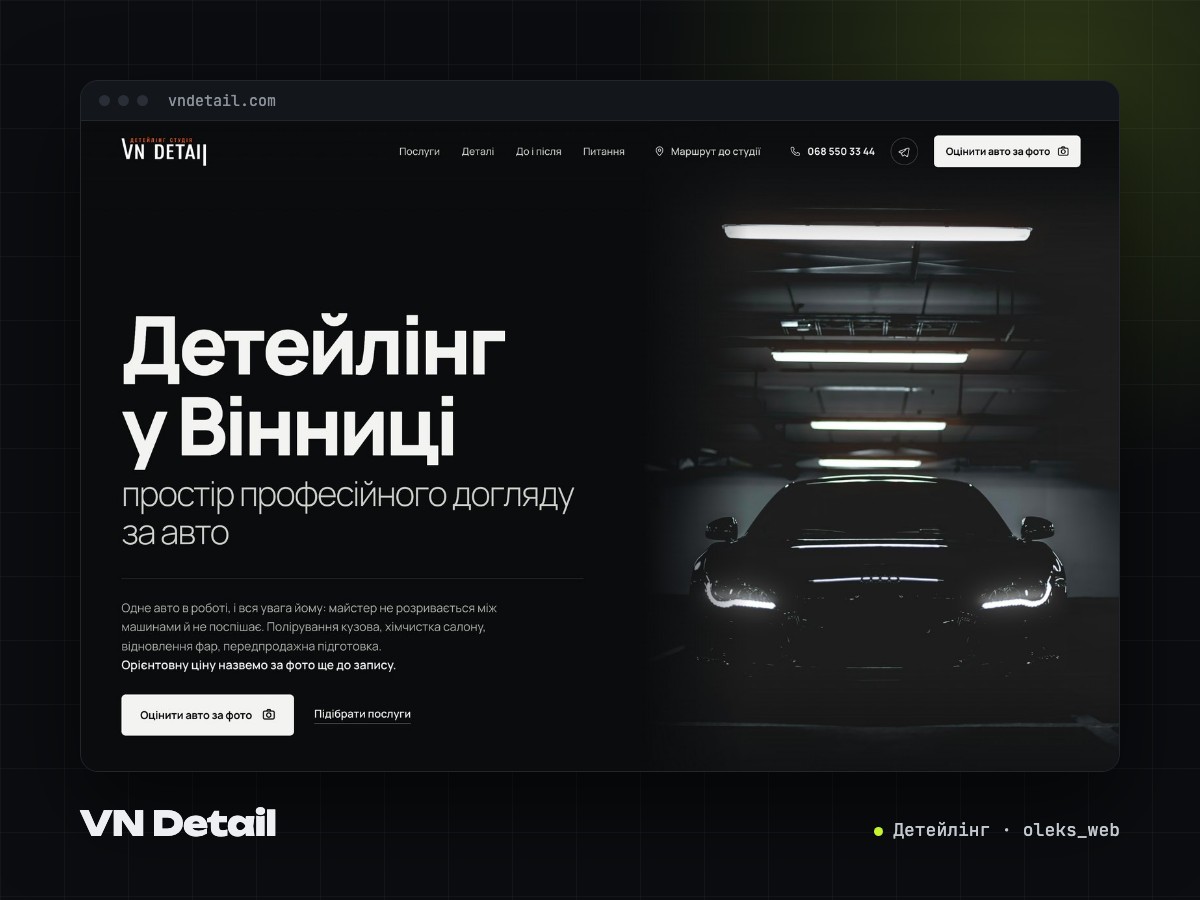 vndetail.com
ДЕТЕЙЛІНГ СТУДІЯ
VN DETAIL
Послуги
Деталі
До і після
Питання
Маршрут до студії
068 550 33 44
Оцінити авто за фото
Детейлінг
у Вінниці
простір професійного догляду
за авто
Одне авто в роботі, і вся увага йому: майстер не розривається між
машинами й не поспішає. Полірування кузова, хімчистка салону,
відновлення фар, передпродажна підготовка.
Орієнтовну ціну назвемо за фото ще до запису.
Оцінити авто за фото
Підібрати послуги
VN Detail
Детейлінг · oleks_web